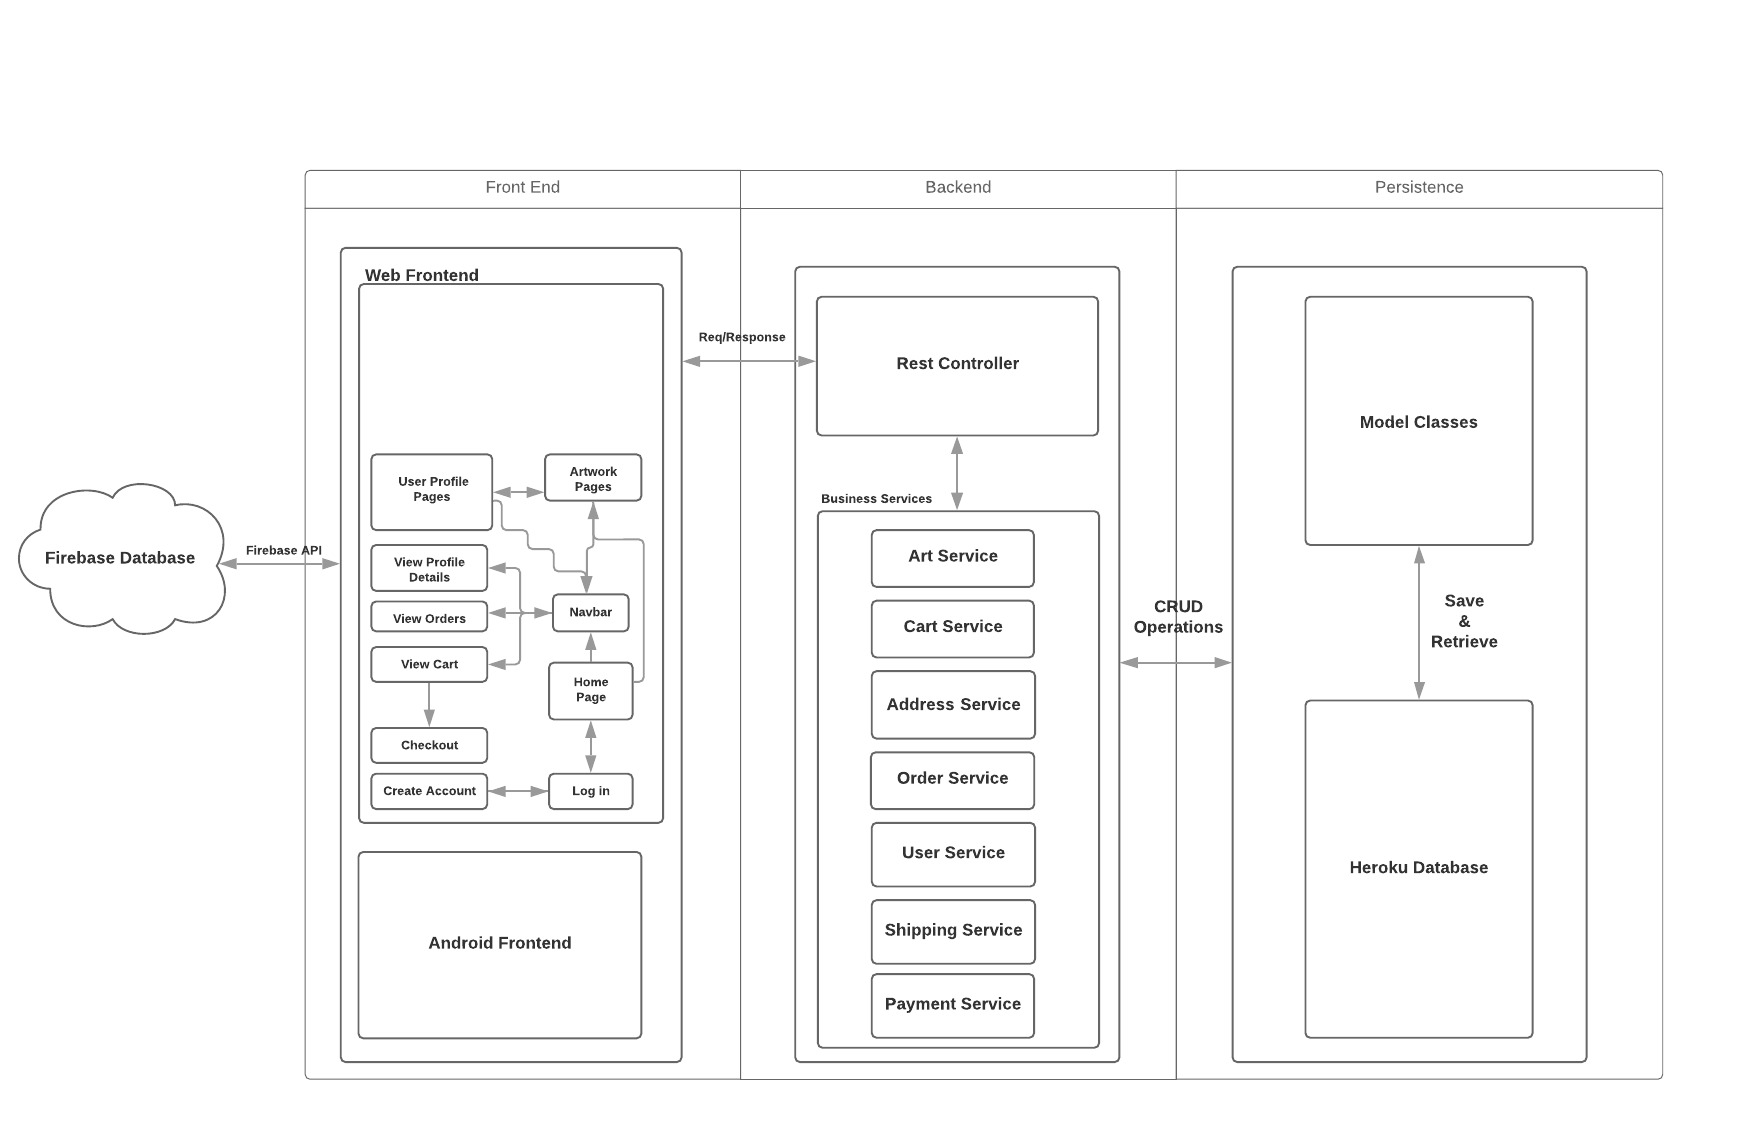 Front End
Backend
Persistence
Web Frontend
Req/Response
Rest Controller
Model Classes
User Profile
Pages
Artwork
Pages
Business Services
Firebase Database
Firebase API
View Profile
Details
Art Service
View Orders
Navbar
Cart Service
CRUD
Operations
Save
&
Retrieve
View Cart
Home
Page
Address Service
Checkout
Order Service
Create Account
Log in
User Service
Heroku Database
Android Frontend
Shipping Service
Payment Service